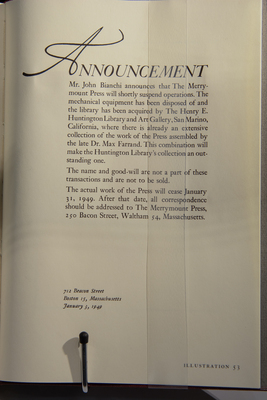 ANNOUNCEMENT
Mr. John Bianchi announces that The Merry-
mount Press will shortly suspend operations. The
mechanical equipment has been disposed of and
the library has been acquired by The Henry E.
Huntington Library and Art Gallery, San Marino,
California, where there is already an extensive
collection of the work of the Press assembled by
the late Dr. Max Farrand. This combination will
make the Huntington Library's collection an out-
standing one.
The name and good-will are not a part of these
transactions and are not to be sold.
The actual work of the Press will cease January
31, 1949. After that date, all correspondence
should be addressed to The Merrymount Press,
250 Bacon Street, Waltham 54, Massachusetts.
712 Beacon Street
Boston 15, Massachusetts
January 3, 1949
ILLUSTRATION 53